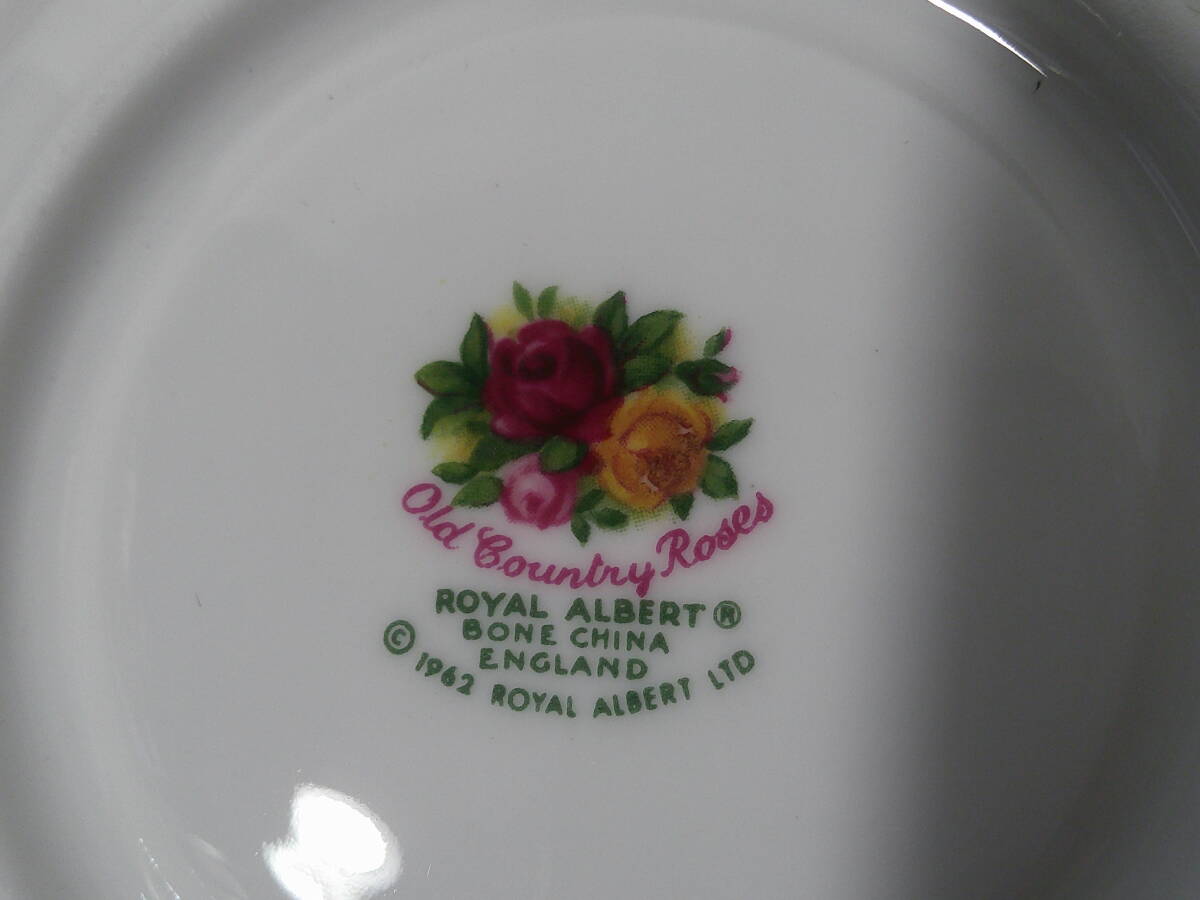 Old Country Roses
ROYAL ALBERT®
BONE CHINA
ENGLAND
© 1962 ROYAL ALBERT LTD